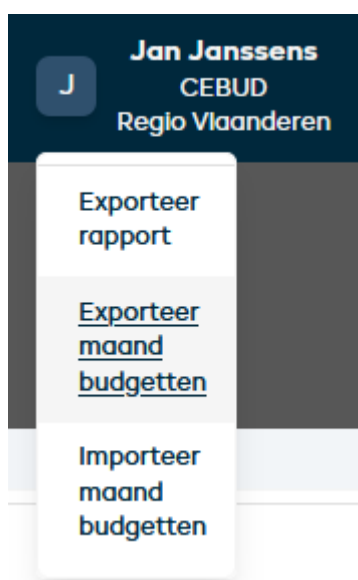 Jan Janssens
J
CEBUD
Regio Vlaanderen
Exporteer
rapport
Exporteer
maand
budgetten
Importeer
maand
budgetten